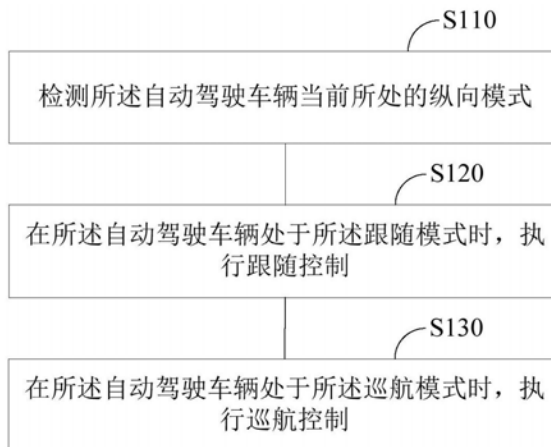 S110
检测所述自动驾驶车辆当前所处的纵向模式
S120
在所述自动驾驶车辆处于所述跟随模式时，执
行跟随控制
S130
在所述自动驾驶车辆处于所述巡航模式时，执
行巡航控制